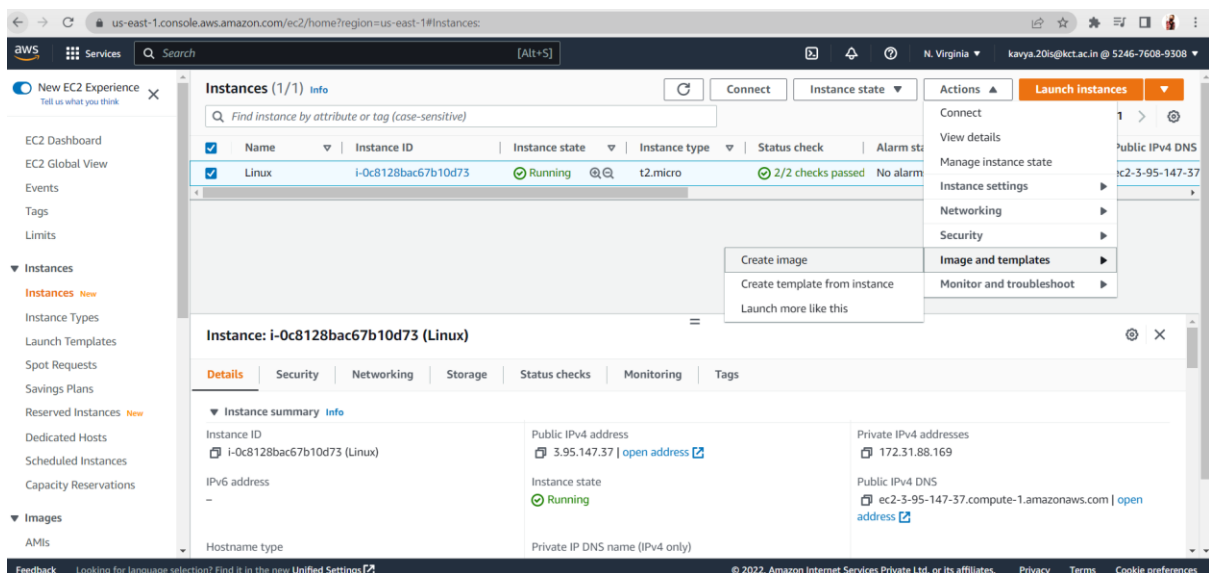 us-east-1.console.aws.amazon.com/ec2/home?region=us-east-1#Instances:
aws Services Search [Alt+S] N. Virginia ▼ kavya.20is@kct.ac.in @ 5246-7608-9308 ▼
New EC2 Experience
Tell us what you think
EC2 Dashboard
EC2 Global View
Events
Tags
Limits
Instances
Instances New
Instance Types
Launch Templates
Spot Requests
Savings Plans
Reserved Instances New
Dedicated Hosts
Scheduled Instances
Capacity Reservations
Images
AMIs
Instances (1/1) Info
Connect Instance state ▼ Actions ▲ Launch instances ▼
Find instance by attribute or tag (case-sensitive)
1
Name Instance ID Instance state Instance type Status check Alarm sta Public IPv4 DNS
Linux i-0c8128bac67b10d73 Running t2.micro 2/2 checks passed No alarm ec2-3-95-147-37
Connect
View details
Manage instance state
Instance settings
Networking
Security
Image and templates
Monitor and troubleshoot
Create image
Create template from instance
Launch more like this
Instance: i-0c8128bac67b10d73 (Linux)
Details Security Networking Storage Status checks Monitoring Tags
Instance summary Info
Instance ID
i-0c8128bac67b10d73 (Linux)
Public IPv4 address
3.95.147.37 | open address
Private IPv4 addresses
172.31.88.169
IPv6 address
–
Instance state
Running
Public IPv4 DNS
ec2-3-95-147-37.compute-1.amazonaws.com | open
address
Hostname type
Private IP DNS name (IPv4 only)
Feedback Looking for language selection? Find it in the new Unified Settings © 2022, Amazon Internet Services Private Ltd. or its affiliates. Privacy Terms Cookie preferences